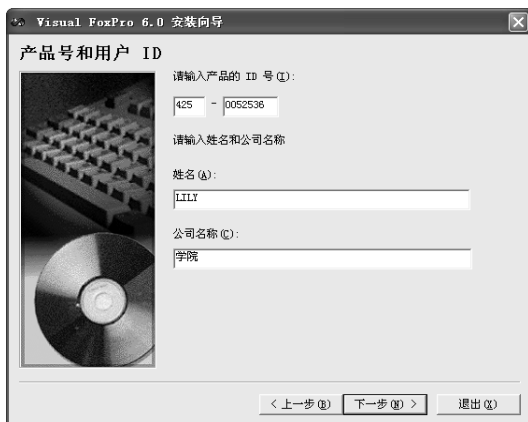 Visual FoxPro 6.0 安装向导
产品号和用户 ID
请输入产品的 ID 号(I):
425 - 0052536
请输入姓名和公司名称
姓名(A):
LILY
公司名称(C):
学院
< 上一步(B) 下一步(N) > 退出(X)